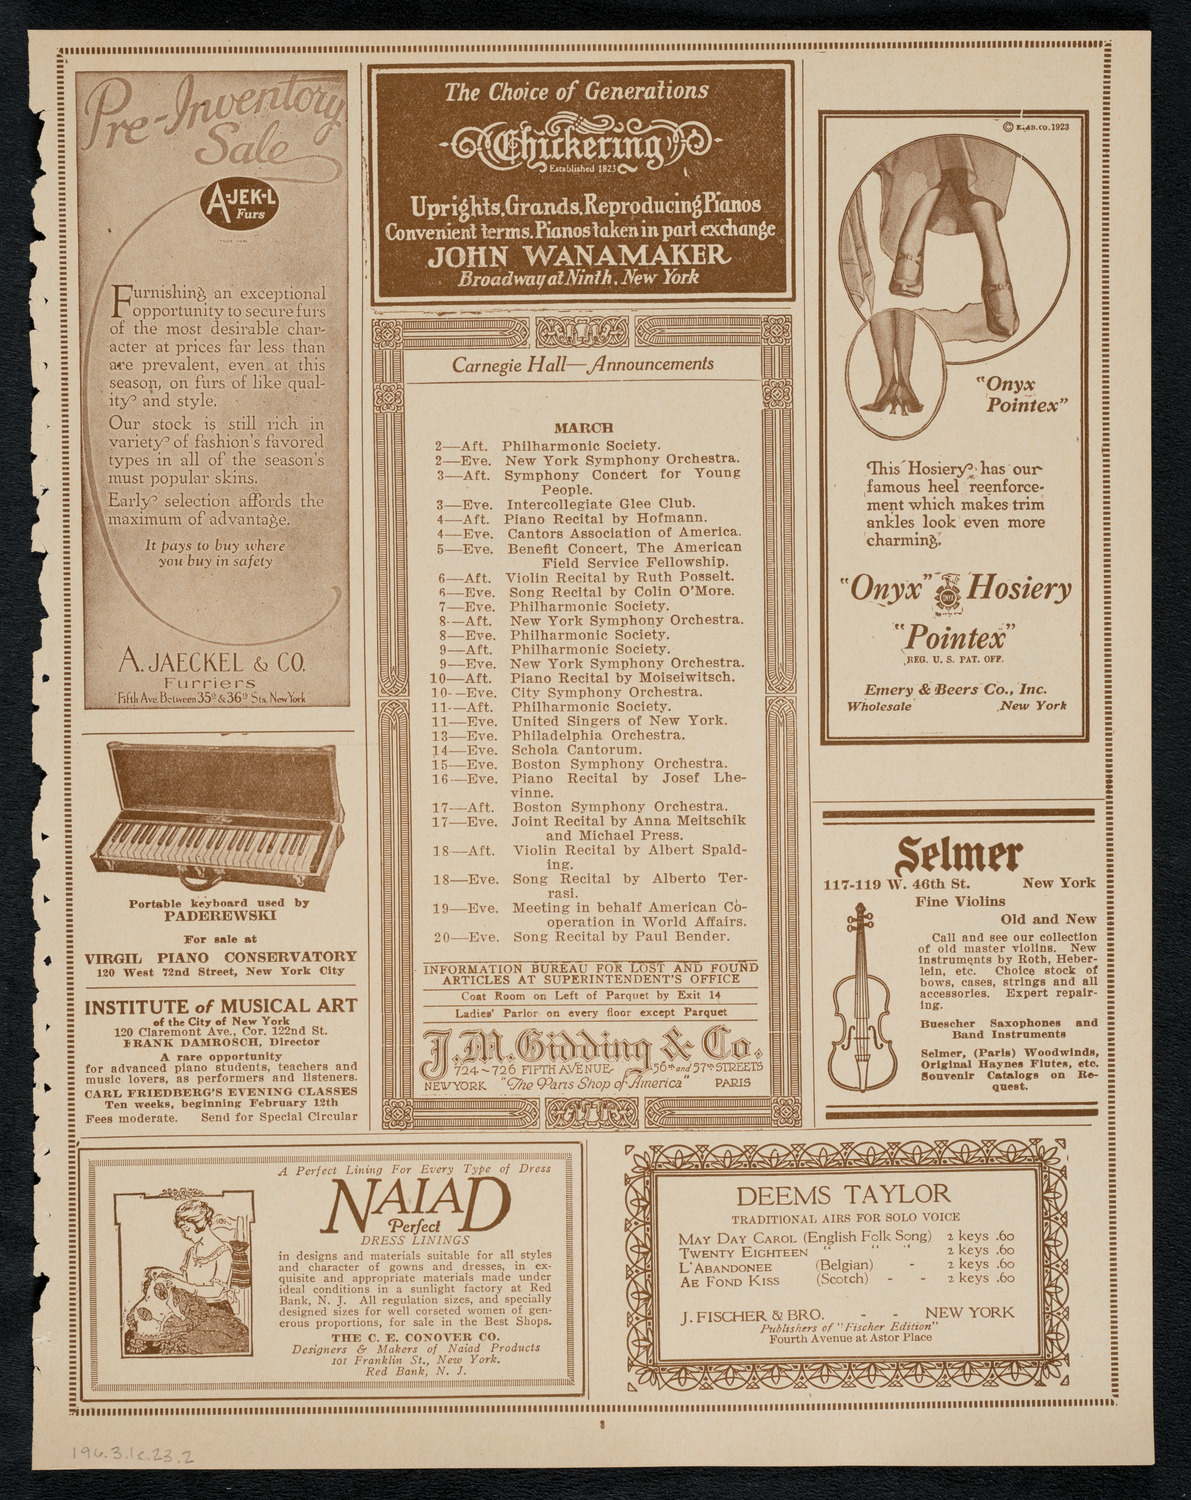 Pre-Inventory
Sale
A-JEK-L
Furs
Furnishing an exceptional
opportunity to secure furs
of the most desirable char-
acter at prices far less than
are prevalent, even at this
season, on furs of like qual-
ity and style.
Our stock is still rich in
variety of fashion's favored
types in all of the season's
must popular skins.
Early selection affords the
maximum of advantage.
It pays to buy where
you buy in safety
A. JAECKEL & CO.
Furriers
Fifth Ave. Between 35th & 36th Sts. New York
Portable keyboard used by
PADEREWSKI
For sale at
VIRGIL PIANO CONSERVATORY
120 West 72nd Street, New York City
INSTITUTE of MUSICAL ART
of the City of New York
120 Claremont Ave., Cor. 122nd St.
FRANK DAMROSCH, Director
A rare opportunity
for advanced piano students, teachers and
music lovers, as performers and listeners.
CARL FRIEDBERG'S EVENING CLASSES
Ten weeks, beginning February 12th
Fees moderate. Send for Special Circular
The Choice of Generations
Chickering
Established 1823
Uprights, Grands, Reproducing Pianos
Convenient terms. Pianos taken in part exchange
JOHN WANAMAKER
Broadway at Ninth, New York
Carnegie Hall—Announcements
MARCH
2—Aft. Philharmonic Society.
2—Eve. New York Symphony Orchestra.
3—Aft. Symphony Concert for Young
People.
3—Eve. Intercollegiate Glee Club.
4—Aft. Piano Recital by Hofmann.
4—Eve. Cantors Association of America.
5—Eve. Benefit Concert, The American
Field Service Fellowship.
6—Aft. Violin Recital by Ruth Posselt.
6—Eve. Song Recital by Colin O'More.
7—Eve. Philharmonic Society.
8—Aft. New York Symphony Orchestra.
8—Eve. Philharmonic Society.
9—Aft. Philharmonic Society.
9—Eve. New York Symphony Orchestra.
10—Aft. Piano Recital by Moiseiwitsch.
10—Eve. City Symphony Orchestra.
11—Aft. Philharmonic Society.
11—Eve. United Singers of New York.
13—Eve. Philadelphia Orchestra.
14—Eve. Schola Cantorum.
15—Eve. Boston Symphony Orchestra.
16—Eve. Piano Recital by Josef Lhe-
vinne.
17—Aft. Boston Symphony Orchestra.
17—Eve. Joint Recital by Anna Meitschik
and Michael Press.
18—Aft. Violin Recital by Albert Spald-
ing.
18—Eve. Song Recital by Alberto Ter-
rasi.
19—Eve. Meeting in behalf American Co-
operation in World Affairs.
20—Eve. Song Recital by Paul Bender.
INFORMATION BUREAU FOR LOST AND FOUND
ARTICLES AT SUPERINTENDENT'S OFFICE
Coat Room on Left of Parquet by Exit 14
Ladies' Parlor on every floor except Parquet
J.M. Gidding & Co.
724~726 FIFTH AVENUE 56th and 57th STREETS
NEW YORK "The Paris Shop of America" PARIS
© E. & B. CO. 1923
"Onyx
Pointex"
This Hosiery has our
famous heel reenforce-
ment which makes trim
ankles look even more
charming.
"Onyx" Hosiery
"Pointex"
REG. U. S. PAT. OFF.
Emery & Beers Co., Inc.
Wholesale New York
Selmer
117-119 W. 46th St. New York
Fine Violins
Old and New
Call and see our collection
of old master violins. New
instruments by Roth, Heber-
lein, etc. Choice stock of
bows, cases, strings and all
accessories. Expert repair-
ing.
Buescher Saxophones and
Band Instruments
Selmer, (Paris) Woodwinds,
Original Haynes Flutes, etc.
Souvenir Catalogs on Re-
quest.
A Perfect Lining For Every Type of Dress
NAIAD
Perfect
DRESS LININGS
in designs and materials suitable for all styles
and character of gowns and dresses, in ex-
quisite and appropriate materials made under
ideal conditions in a sunlight factory at Red
Bank, N. J. All regulation sizes, and specially
designed sizes for well corseted women of gen-
erous proportions, for sale in the Best Shops.
THE C. E. CONOVER CO.
Designers & Makers of Naiad Products
101 Franklin St., New York.
Red Bank, N. J.
DEEMS TAYLOR
TRADITIONAL AIRS FOR SOLO VOICE
MAY DAY CAROL (English Folk Song) 2 keys .60
TWENTY EIGHTEEN " " " 2 keys .60
L'ABANDONEE (Belgian) - 2 keys .60
AE FOND KISS (Scotch) - - 2 keys .60
J. FISCHER & BRO. - - NEW YORK
Publishers of "Fischer Edition"
Fourth Avenue at Astor Place
8